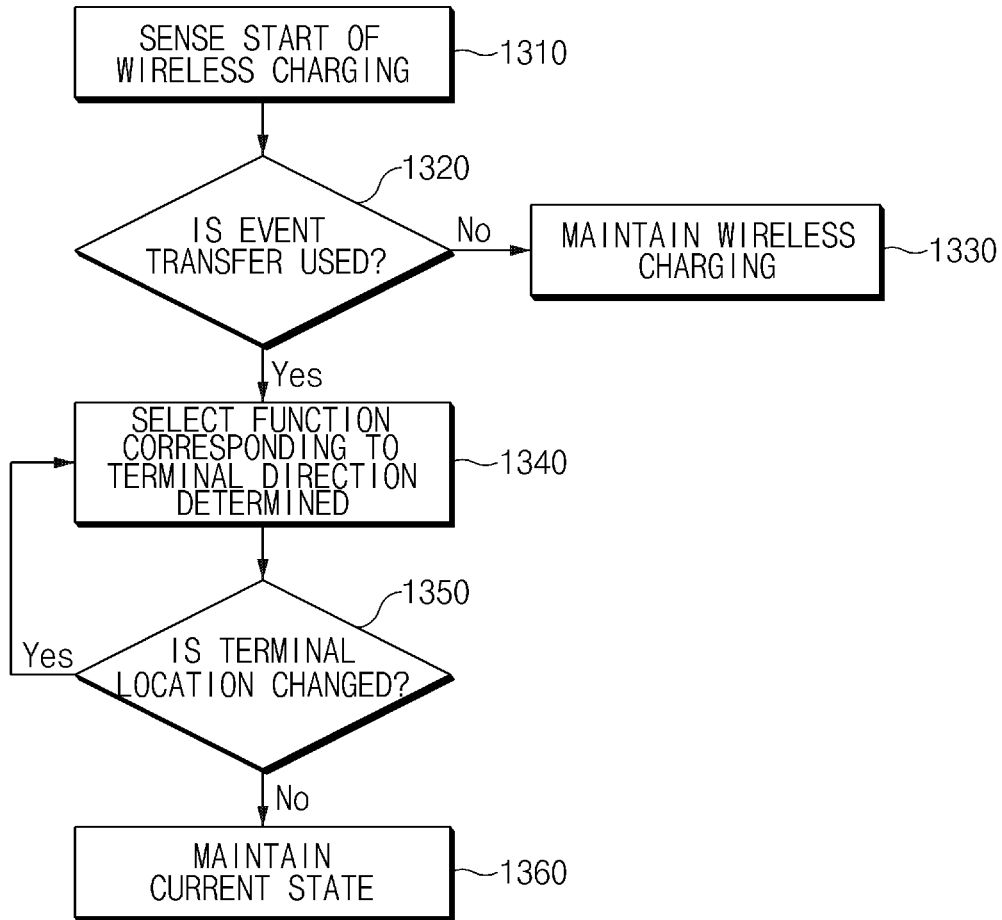 SENSE START OF
WIRELESS CHARGING
1310
IS EVENT
TRANSFER USED?
1320
No
MAINTAIN WIRELESS
CHARGING
1330
Yes
SELECT FUNCTION
CORRESPONDING TO
TERMINAL DIRECTION
DETERMINED
1340
IS TERMINAL
LOCATION CHANGED?
1350
Yes
No
MAINTAIN
CURRENT STATE
1360